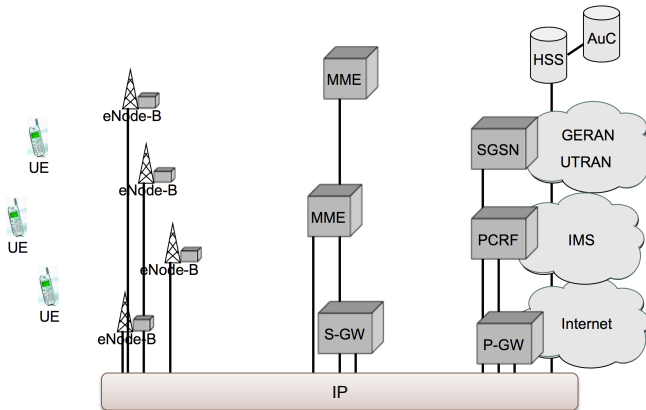 AuC
HSS
MME
eNode-B
GERAN
SGSN
UTRAN
UE
eNode-B
MME
PCRF
IMS
UE
eNode-B
UE
Internet
eNode-B
S-GW
P-GW
IP